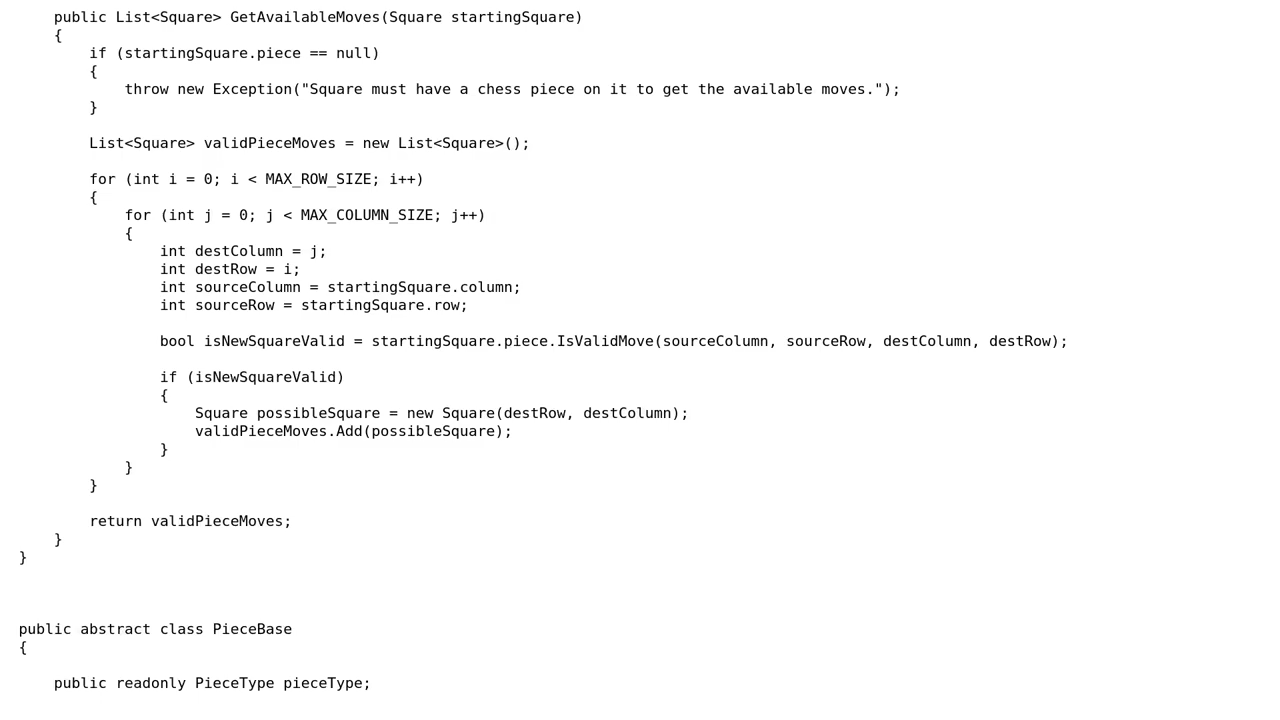 public List<Square> GetAvailableMoves(Square startingSquare)
{
if (startingSquare.piece == null)
{
throw new Exception("Square must have a chess piece on it to get the available moves.");
}
List<Square> validPieceMoves = new List<Square>();
for (int i = 0; i < MAX_ROW_SIZE; i++)
{
for (int j = 0; j < MAX_COLUMN_SIZE; j++)
{
int destColumn = j;
int destRow = i;
int sourceColumn = startingSquare.column;
int sourceRow = startingSquare.row;
bool isNewSquareValid = startingSquare.piece.IsValidMove(sourceColumn, sourceRow, destColumn, destRow);
if (isNewSquareValid)
{
Square possibleSquare = new Square(destRow, destColumn);
validPieceMoves.Add(possibleSquare);
}
}
}
return validPieceMoves;
}
}
public abstract class PieceBase
{
public readonly PieceType pieceType;